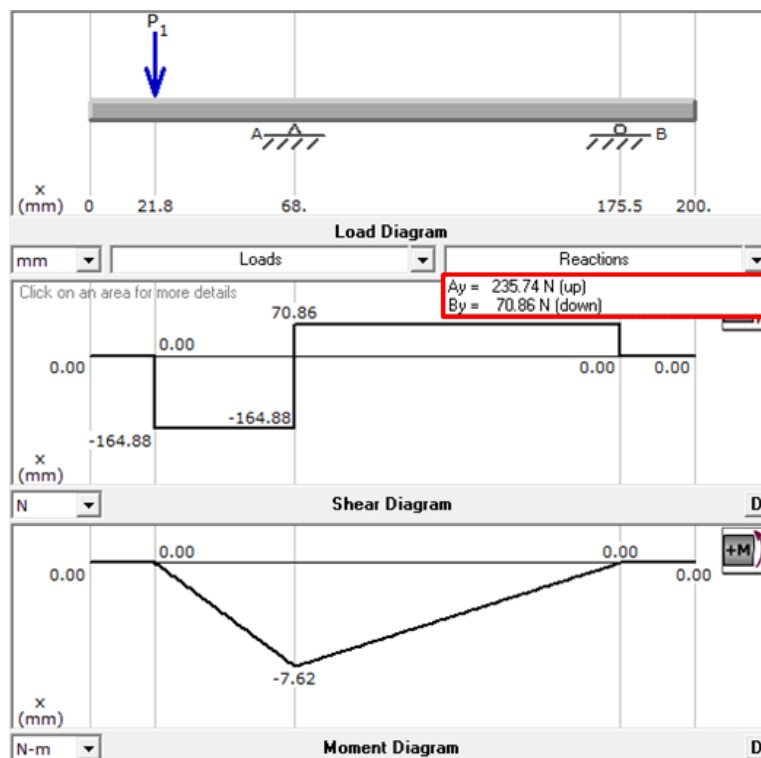 P1
A B
x
(mm) 0 21.8 68. 175.5 200.
Load Diagram
mm Loads Reactions
Click on an area for more details
Ay = 235.74 N (up)
By = 70.86 N (down)
70.86
0.00
0.00 0.00 0.00
-164.88
-164.88
x
(mm)
N Shear Diagram D
0.00 0.00 +M
0.00 0.00
-7.62
x
(mm)
N-m Moment Diagram D